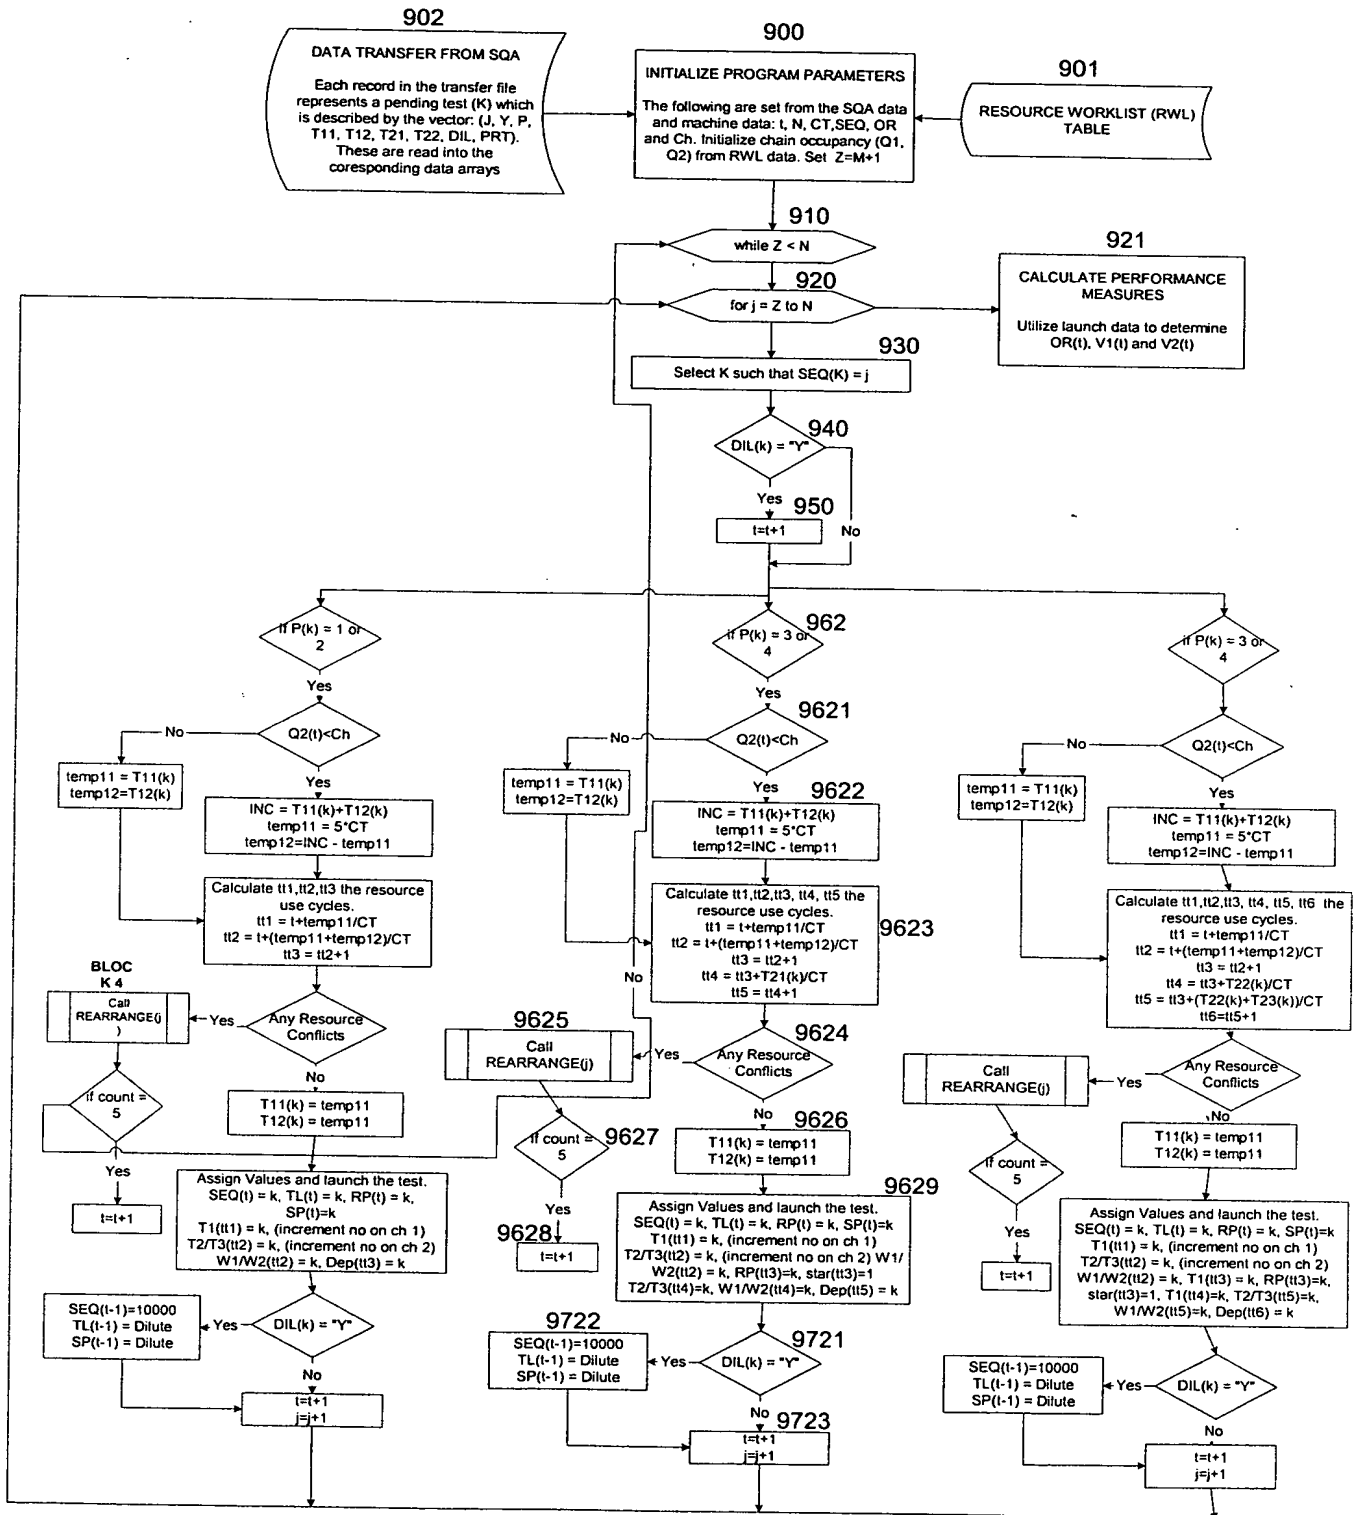 902
DATA TRANSFER FROM SQA
Each record in the transfer file
represents a pending test (K) which
is described by the vector: (J, Y, P,
T11, T12, T21, T22, DIL, PRT).
These are read into the
coresponding data arrays
900
INITIALIZE PROGRAM PARAMETERS
The following are set from the SQA data
and machine data: t, N, CT,SEQ, OR
and Ch. Initialize chain occupancy (Q1,
Q2) from RWL data. Set Z=M+1
901
RESOURCE WORKLIST (RWL)
TABLE
910
while Z < N
920
for j = Z to N
921
CALCULATE PERFORMANCE
MEASURES
Utilize launch data to determine
OR(t), V1(t) and V2(t)
930
Select K such that SEQ(K) = j
940
DIL(k) = "Y"
Yes
950
t=t+1
No
if P(k) = 1 or
2
Yes
Q2(t)<Ch
No
temp11 = T11(k)
temp12=T12(k)
Yes
INC = T11(k)+T12(k)
temp11 = 5*CT
temp12=INC - temp11
Calculate tt1,tt2,tt3 the resource
use cycles.
tt1 = t+temp11/CT
tt2 = t+(temp11+temp12)/CT
tt3 = tt2+1
BLOC
K 4
Call
REARRANGE(j
)
Yes
Any Resource
Conflicts
if count =
5
No
T11(k) = temp11
T12(k) = temp11
Yes
t=t+1
Assign Values and launch the test.
SEQ(t) = k, TL(t) = k, RP(t) = k,
SP(t)=k
T1(tt1) = k, (increment no on ch 1)
T2/T3(tt2) = k, (increment no on ch 2)
W1/W2(tt2) = k, Dep(tt3) = k
SEQ(t-1)=10000
TL(t-1) = Dilute
SP(t-1) = Dilute
Yes
DIL(k) = "Y"
No
t=t+1
j=j+1
962
if P(k) = 3 or
4
Yes
9621
Q2(t)<Ch
No
temp11 = T11(k)
temp12=T12(k)
Yes
9622
INC = T11(k)+T12(k)
temp11 = 5*CT
temp12=INC - temp11
9623
Calculate tt1,tt2,tt3, tt4, tt5 the
resource use cycles.
tt1 = t+temp11/CT
tt2 = t+(temp11+temp12)/CT
tt3 = tt2+1
tt4 = tt3+T21(k)/CT
tt5 = tt4+1
No
9625
Call
REARRANGE(j)
Yes
9624
Any Resource
Conflicts
9627
if count =
5
No
9626
T11(k) = temp11
T12(k) = temp11
Yes
9628
t=t+1
9629
Assign Values and launch the test.
SEQ(t) = k, TL(t) = k, RP(t) = k, SP(t)=k
T1(tt1) = k, (increment no on ch 1)
T2/T3(tt2) = k, (increment no on ch 2) W1/
W2(tt2) = k, RP(tt3)=k, star(tt3)=1
T2/T3(tt4)=k, W1/W2(tt4)=k, Dep(tt5) = k
9722
SEQ(t-1)=10000
TL(t-1) = Dilute
SP(t-1) = Dilute
Yes
9721
DIL(k) = "Y"
No
9723
t=t+1
j=j+1
if P(k) = 3 or
4
Q2(t)<Ch
No
temp11 = T11(k)
temp12=T12(k)
Yes
INC = T11(k)+T12(k)
temp11 = 5*CT
temp12=INC - temp11
Calculate tt1,tt2,tt3, tt4, tt5, tt6 the
resource use cycles.
tt1 = t+temp11/CT
tt2 = t+(temp11+temp12)/CT
tt3 = tt2+1
tt4 = tt3+T22(k)/CT
tt5 = tt3+(T22(k)+T23(k))/CT
tt6=tt5+1
Call
REARRANGE(j)
Yes
Any Resource
Conflicts
if count =
5
No
T11(k) = temp11
T12(k) = temp11
Yes
t=t+1
Assign Values and launch the test.
SEQ(t) = k, TL(t) = k, RP(t) = k, SP(t)=k
T1(tt1) = k, (increment no on ch 1)
T2/T3(tt2) = k, (increment no on ch 2)
W1/W2(tt2) = k, T1(tt3) = k, RP(tt3)=k,
star(tt3)=1, T1(tt4)=k, T2/T3(tt5)=k,
W1/W2(tt5)=k, Dep(tt6) = k
SEQ(t-1)=10000
TL(t-1) = Dilute
SP(t-1) = Dilute
Yes
DIL(k) = "Y"
No
t=t+1
j=j+1